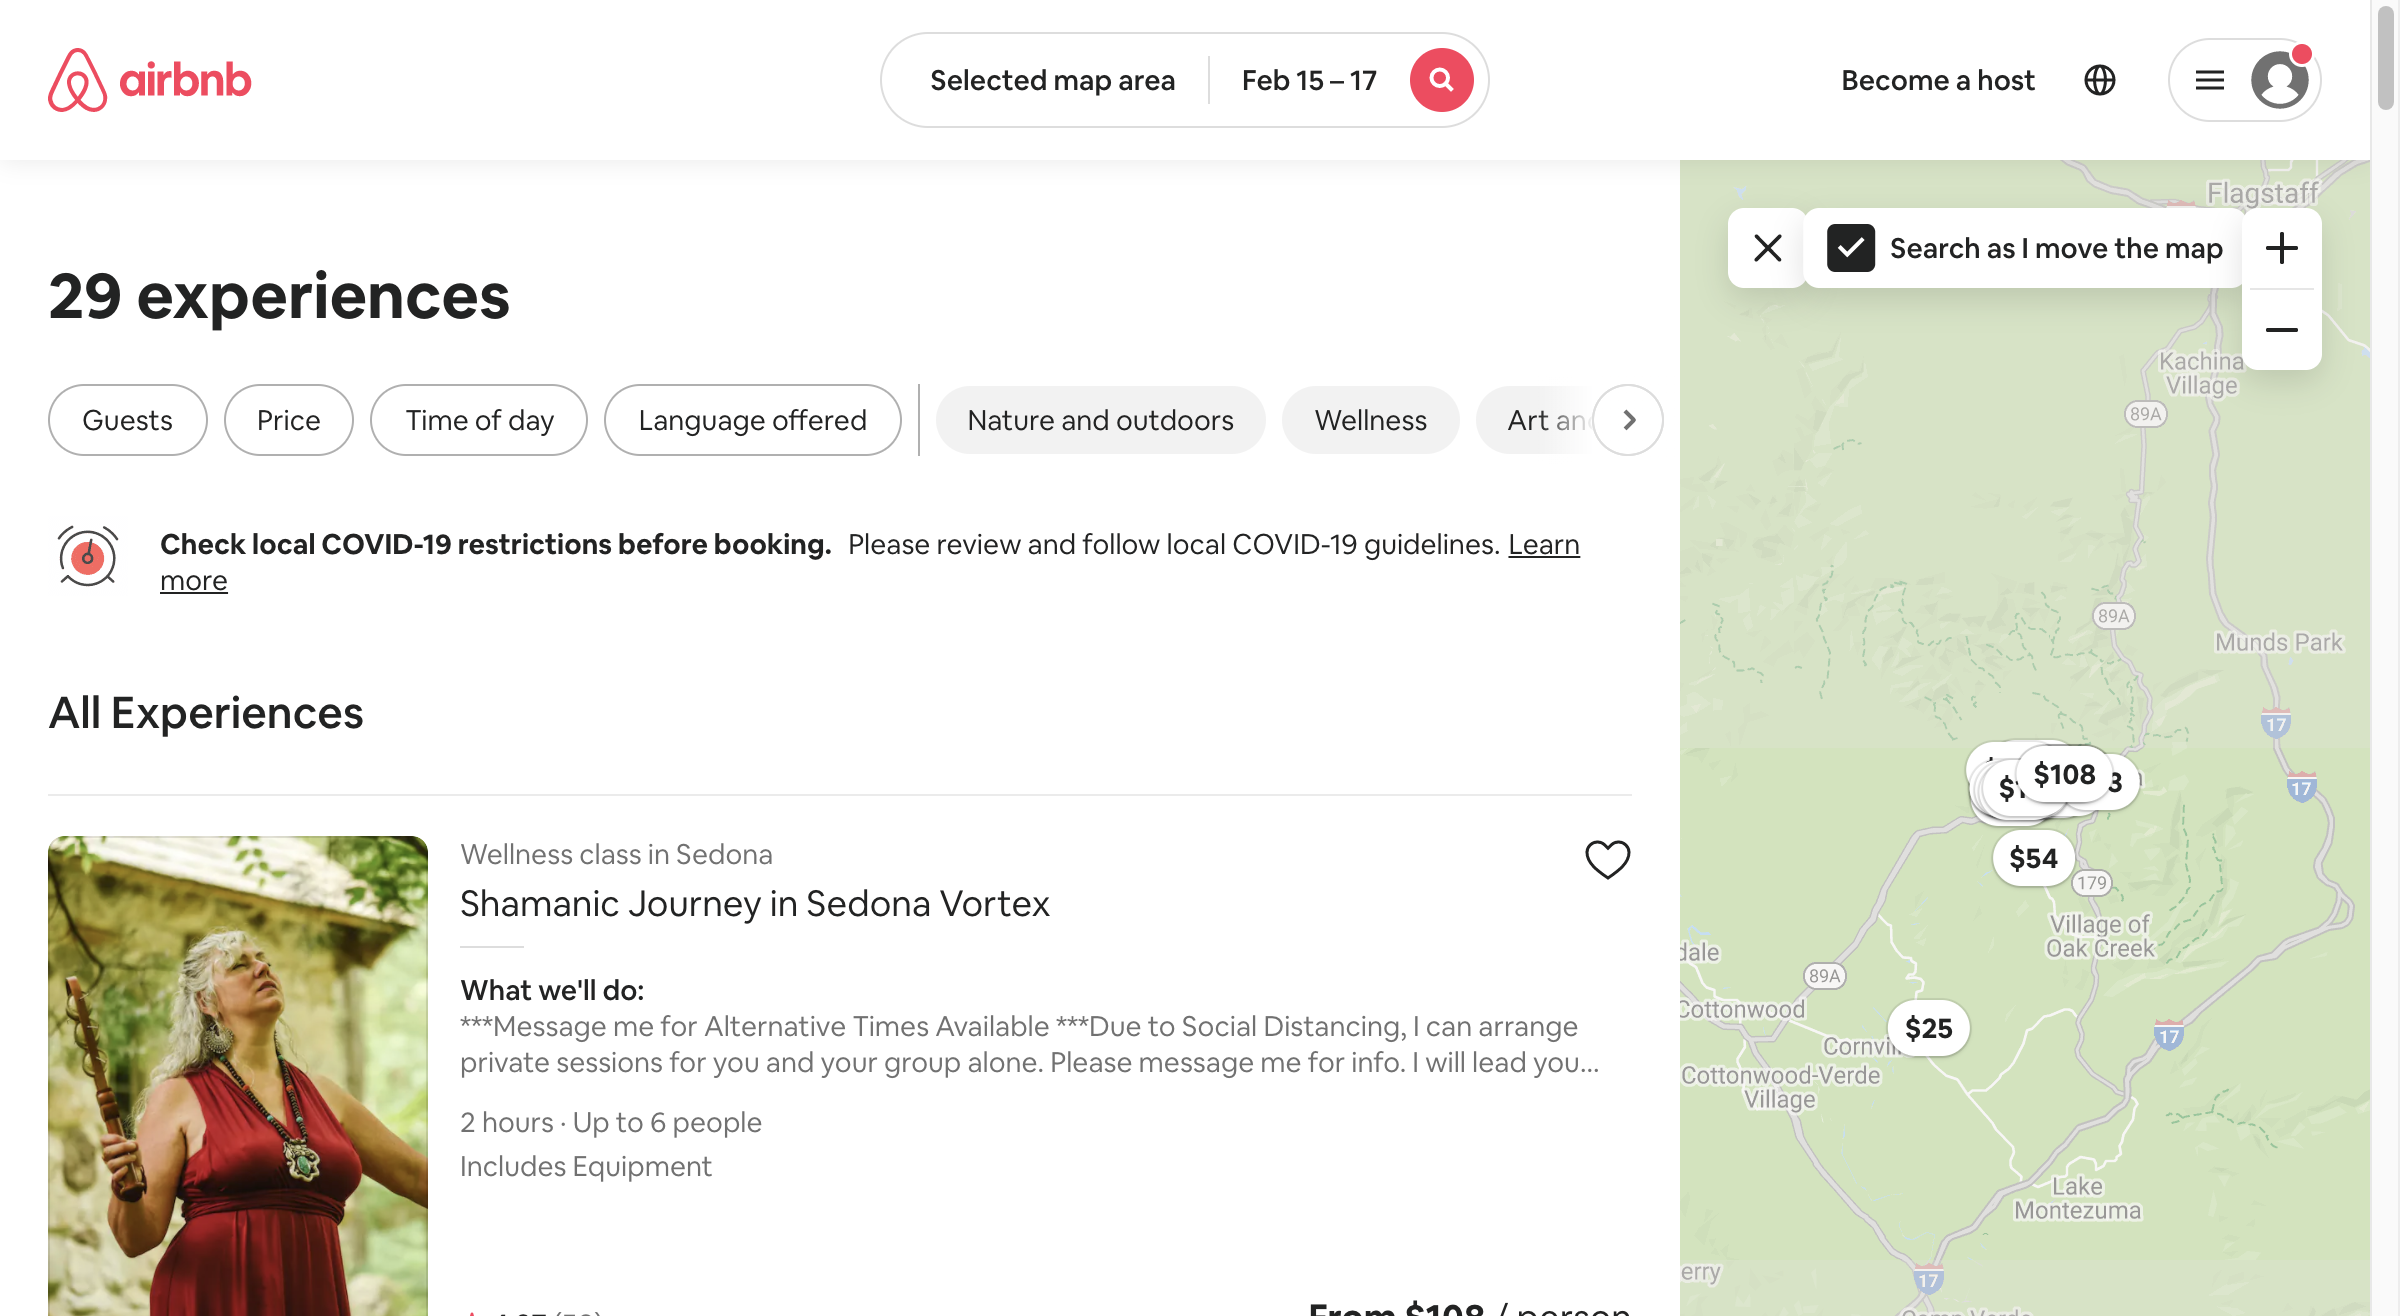 airbnb
Selected map area
Feb 15 – 17
Become a host
29 experiences
Guests
Price
Time of day
Language offered
Nature and outdoors
Wellness
Art
Check local COVID-19 restrictions before booking. Please review and follow local COVID-19 guidelines. Learn
more
All Experiences
Wellness class in Sedona
Shamanic Journey in Sedona Vortex
What we'll do:
***Message me for Alternative Times Available ***Due to Social Distancing, I can arrange
private sessions for you and your group alone. Please message me for info. I will lead you...
2 hours · Up to 6 people
Includes Equipment
From $108 / person
Flagstaff
Search as I move the map
Kachina
Village
89A
89A
Munds Park
17
17
$108
$54
179
Village of
Oak Creek
89A
Cottonwood
$25
17
Cottonwood-Verde
Village
Lake
Montezuma
17